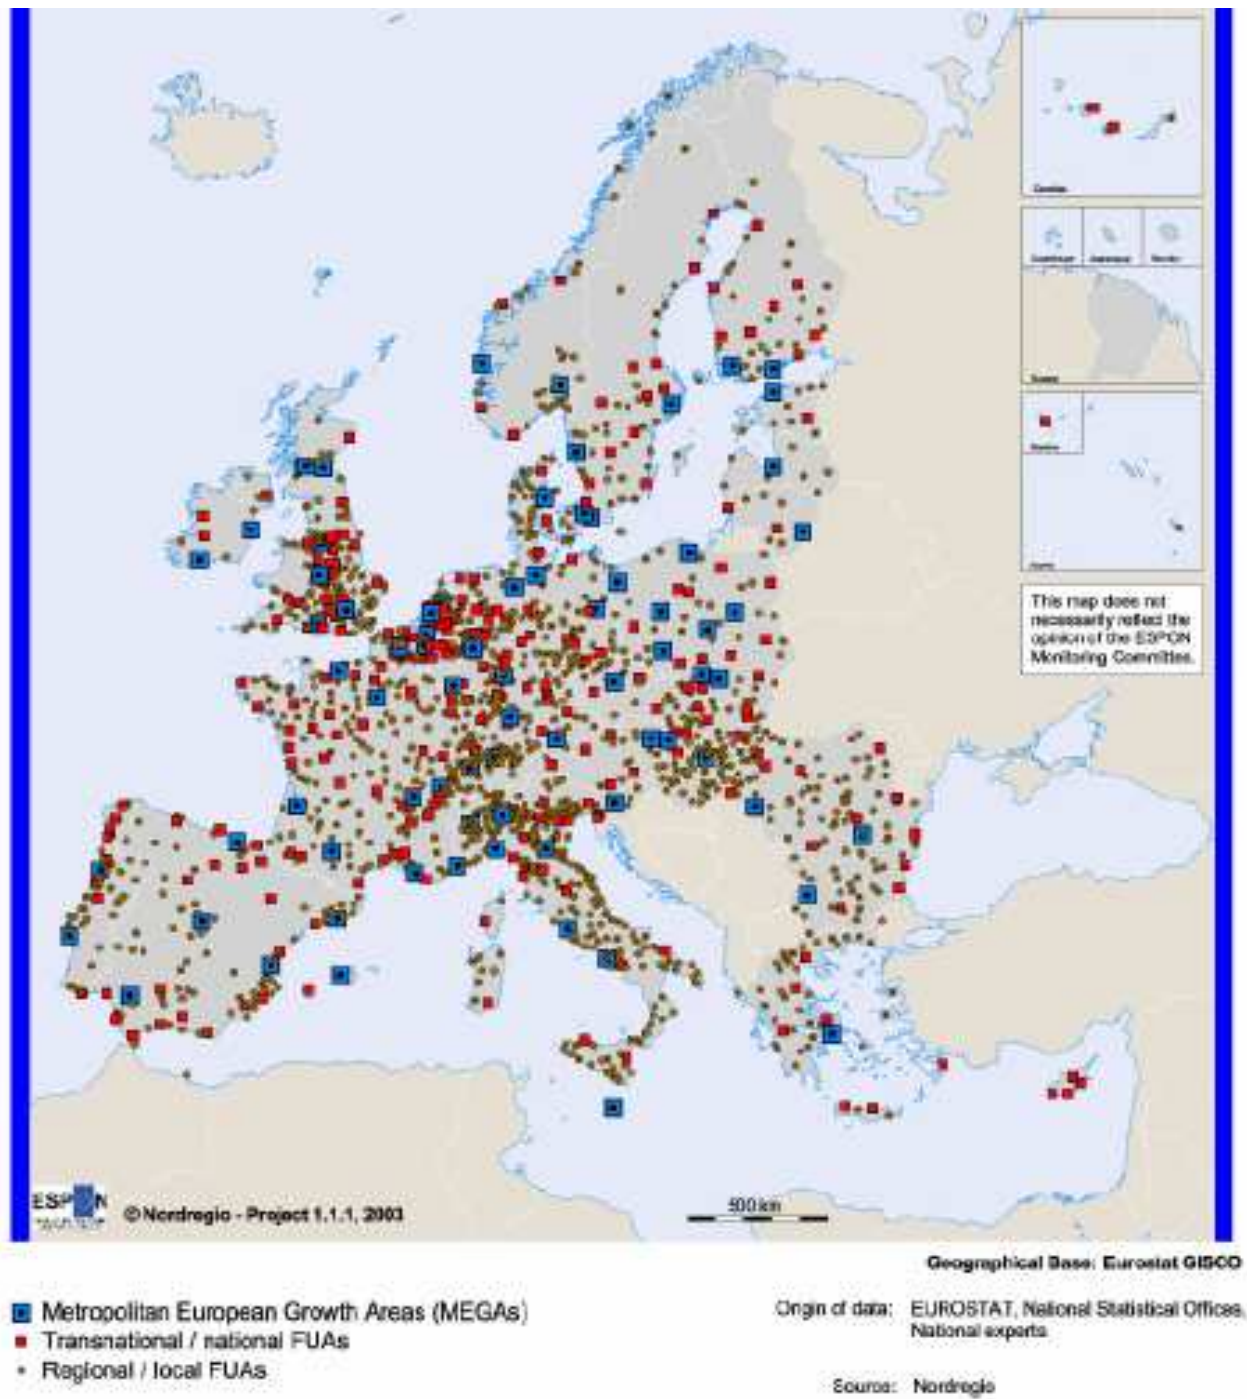 This map does not
necessarily reflect the
opinion of the ESPON
Monitoring Committee.
ESPON
© Nordregio - Project 1.1.1, 2003
500 km
Geographical Base: Eurostat GISCO
Metropolitan European Growth Areas (MEGAs)
Transnational / national FUAs
Regional / local FUAs
Origin of data: EUROSTAT, National Statistical Offices,
National experts
Source: Nordregio